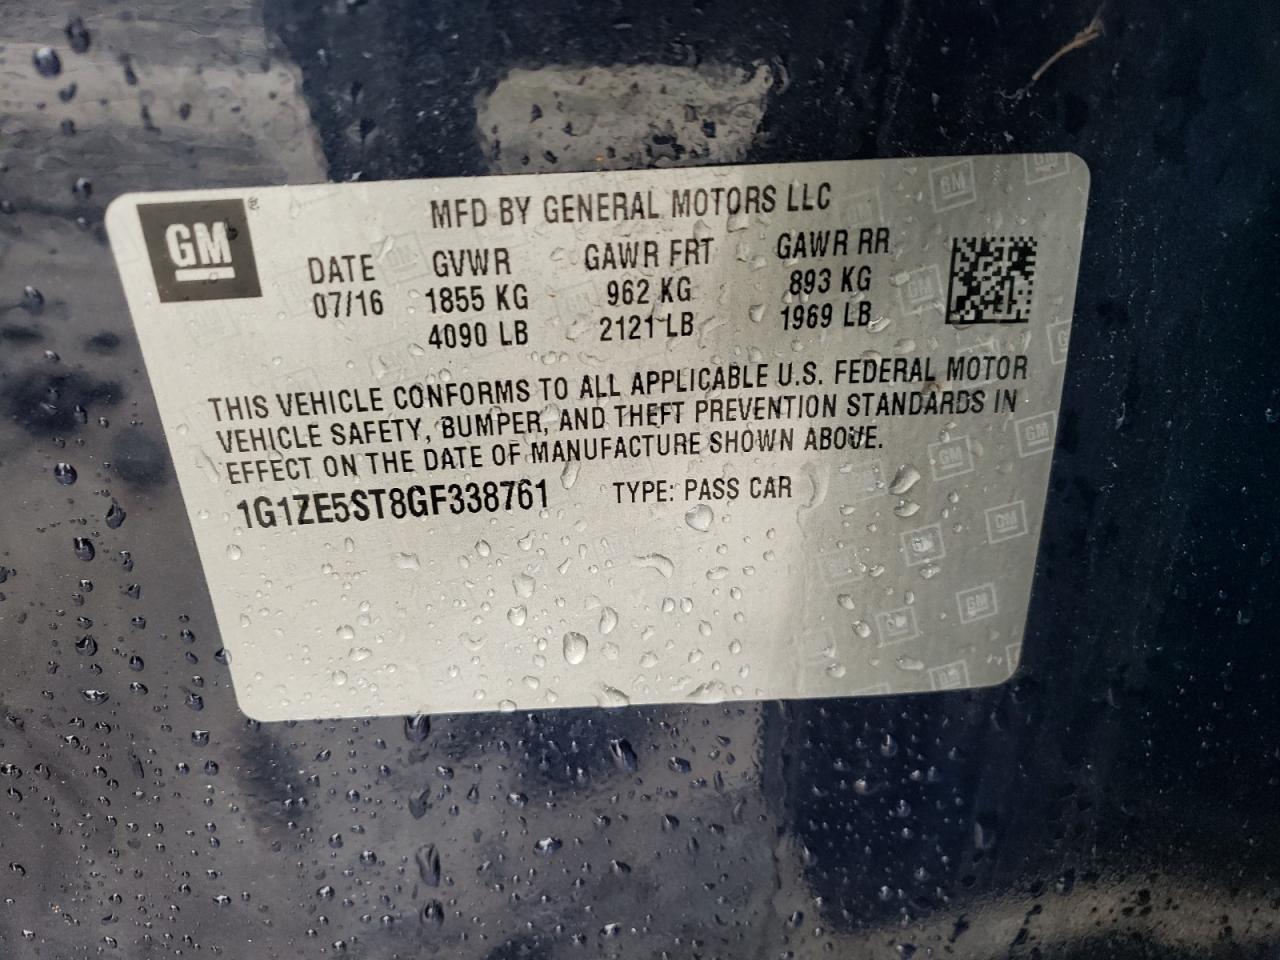 GM
MFD BY GENERAL MOTORS LLC
DATE GVWR GAWR FRT GAWR RR
07/16 1855 KG 962 KG 893 KG
4090 LB 2121 LB 1969 LB
THIS VEHICLE CONFORMS TO ALL APPLICABLE U.S. FEDERAL MOTOR
VEHICLE SAFETY, BUMPER, AND THEFT PREVENTION STANDARDS IN
EFFECT ON THE DATE OF MANUFACTURE SHOWN ABOVE.
1G1ZE5ST8GF338761 TYPE: PASS CAR